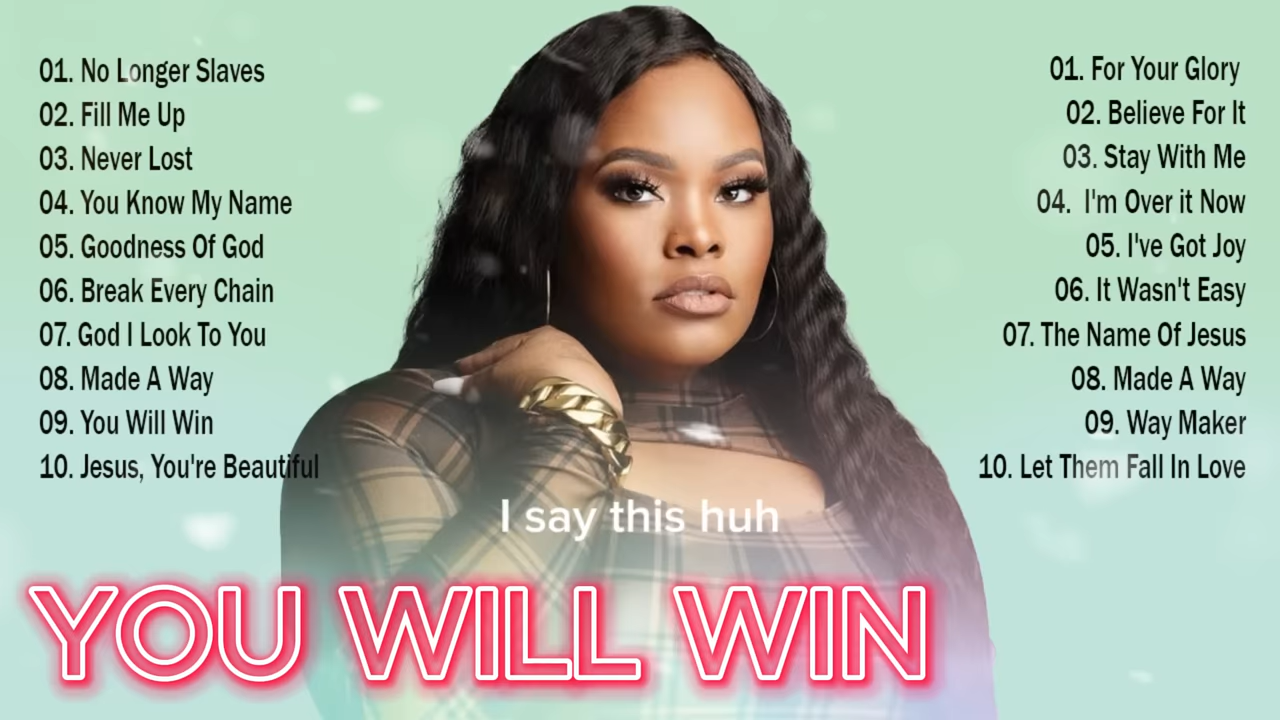 01. No Longer Slaves
02. Fill Me Up
03. Never Lost
04. You Know My Name
05. Goodness Of God
06. Break Every Chain
07. God I Look To You
08. Made A Way
09. You Will Win
10. Jesus, You're Beautiful
01. For Your Glory
02. Believe For It
03. Stay With Me
04. I'm Over it Now
05. I've Got Joy
06. It Wasn't Easy
07. The Name Of Jesus
08. Made A Way
09. Way Maker
10. Let Them Fall In Love
I say this huh
YOU WILL WIN